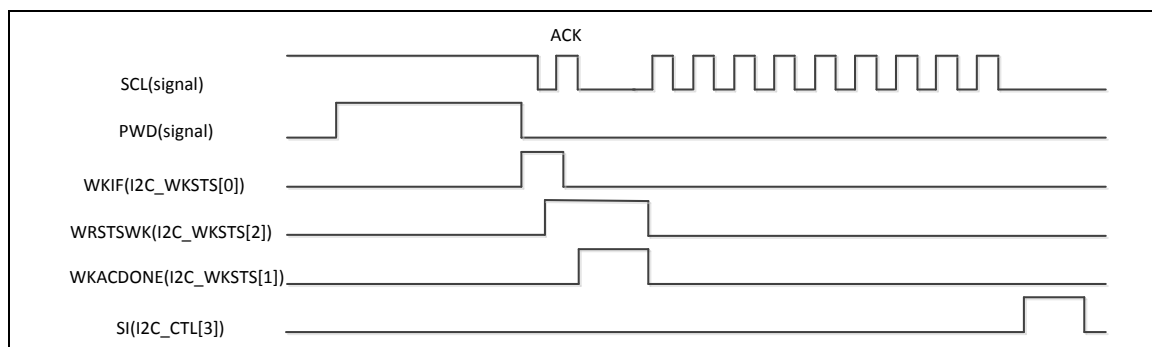 ACK
SCL(signal)
PWD(signal)
WKIF(I2C_WKSTS[0])
WRSTSWK(I2C_WKSTS[2])
WKACDONE(I2C_WKSTS[1])
SI(I2C_CTL[3])